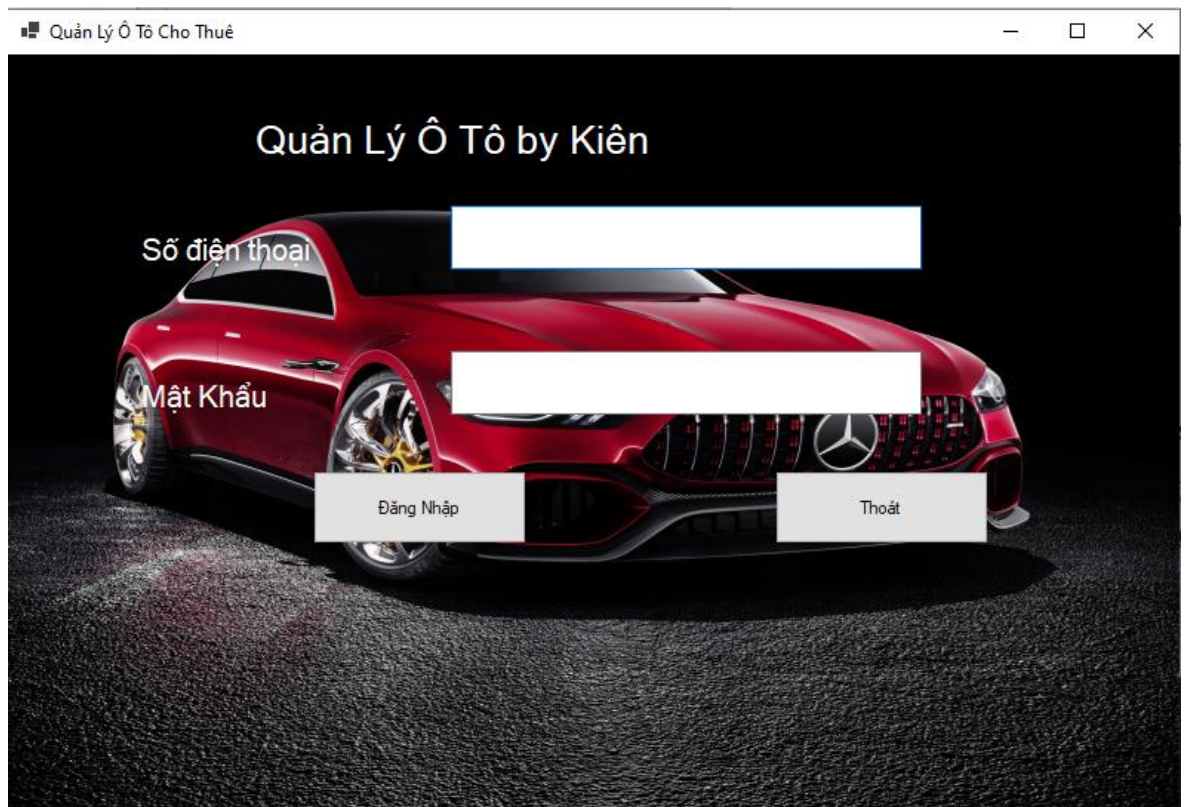 Quản Lý Ô Tô Cho Thuê
Quản Lý Ô Tô by Kiên
Số điện thoại
Mật Khẩu
Đăng Nhập
Thoát